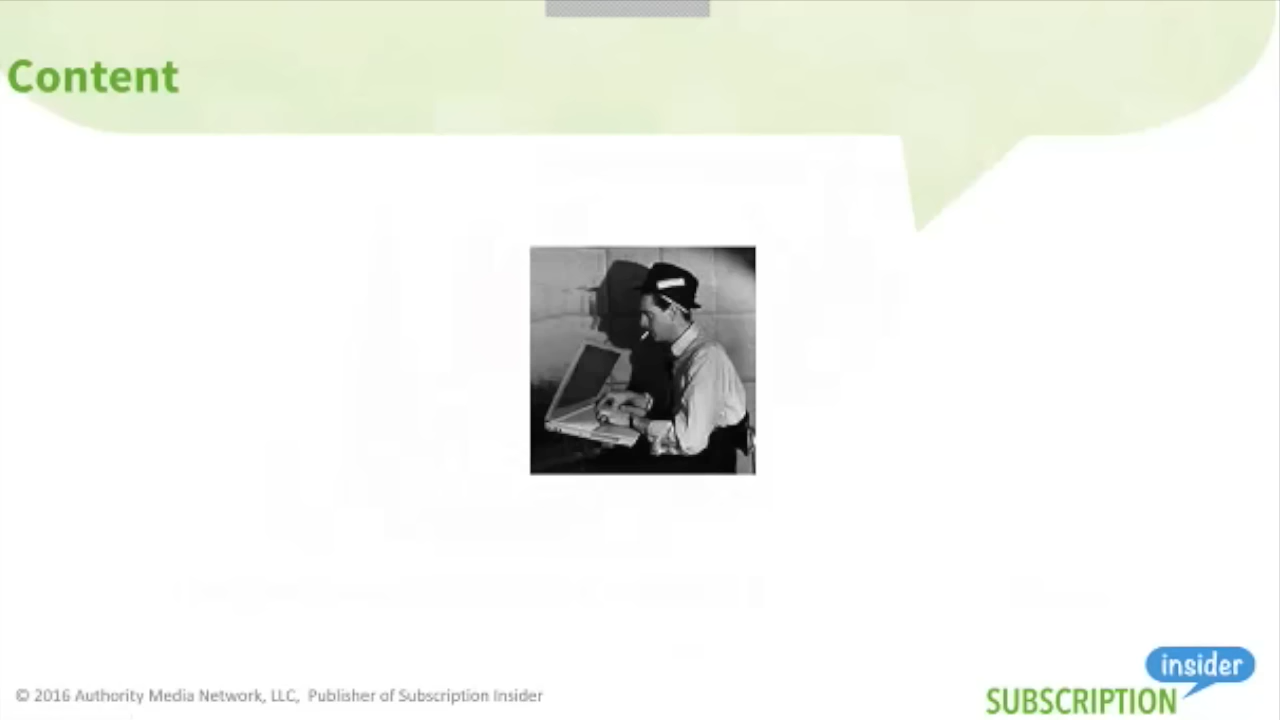 Content
© 2016 Authority Media Network, LLC, Publisher of Subscription Insider
insider
SUBSCRIPTION